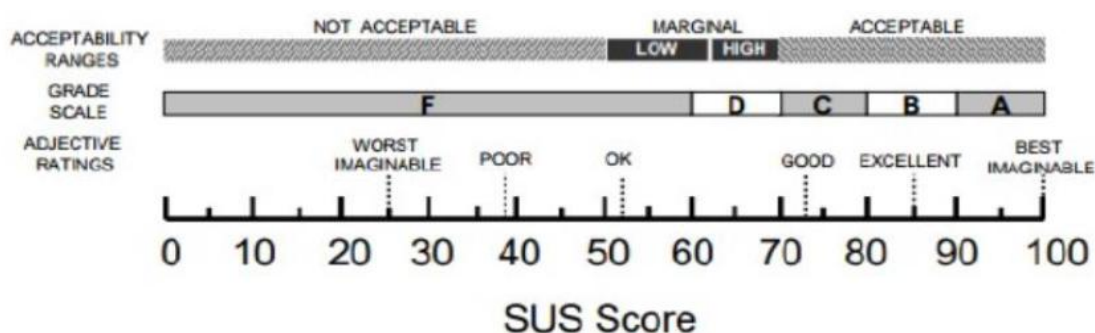 NOT ACCEPTABLE MARGINAL ACCEPTABLE
ACCEPTABILITY RANGES LOW HIGH
GRADE SCALE F D C B A
ADJECTIVE RATINGS WORST IMAGINABLE POOR OK GOOD EXCELLENT BEST IMAGINABLE
0 10 20 30 40 50 60 70 80 90 100
SUS Score